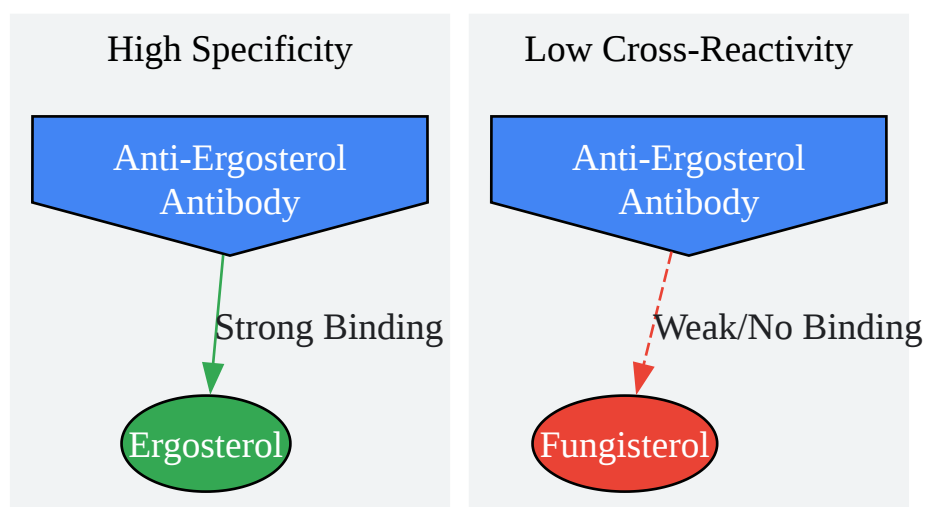 High Specificity
Anti-Ergosterol
Antibody
Strong Binding
Ergosterol
Low Cross-Reactivity
Anti-Ergosterol
Antibody
Weak/No Binding
Fungisterol